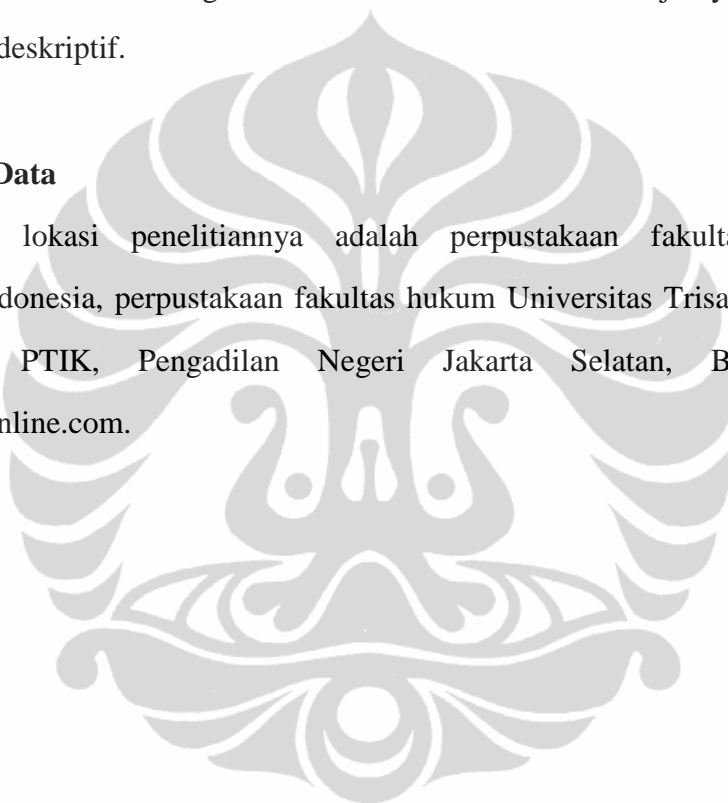 deskriptif.
Data
lokasi penelitiannya adalah perpustakaan fakulta
donesia, perpustakaan fakultas hukum Universitas Trisa
PTIK, Pengadilan Negeri Jakarta Selatan, B
nline.com.